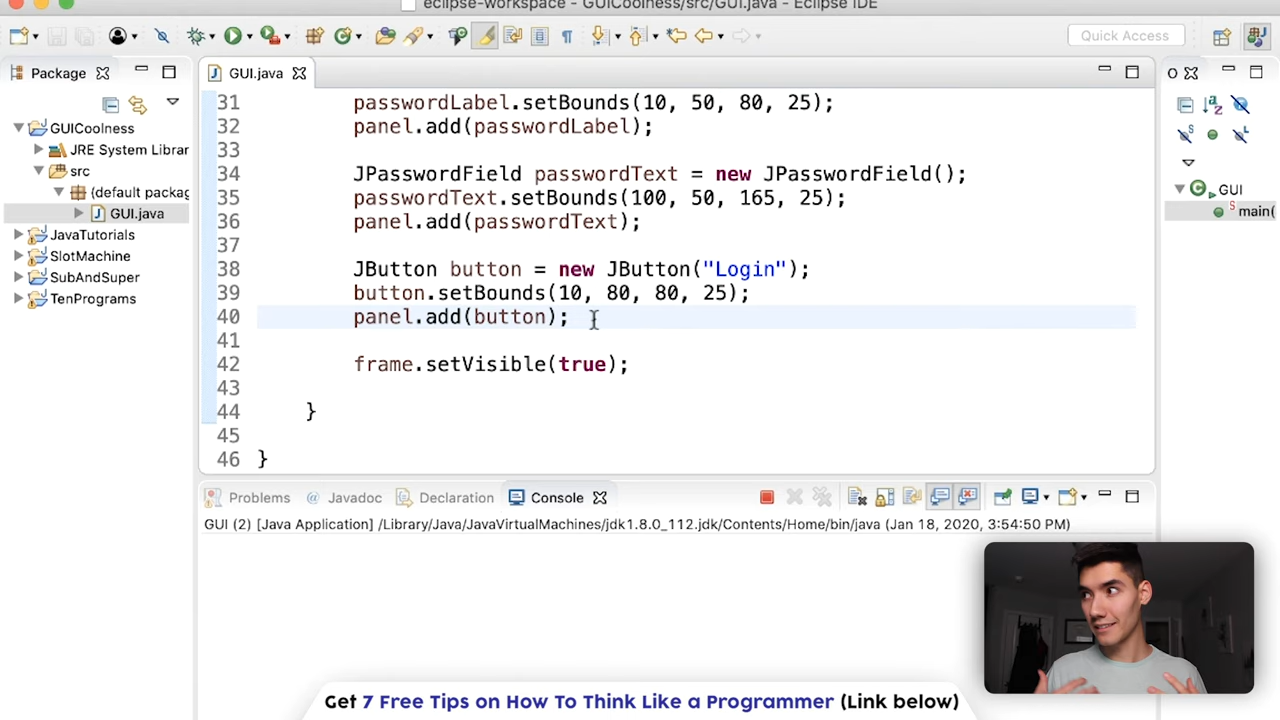 eclipse-workspace - GUICoolness/src/GUI.java - Eclipse IDE
Quick Access
Package
GUI.java
O
GUICoolness
JRE System Librar
src
(default packag
GUI.java
JavaTutorials
SlotMachine
SubAndSuper
TenPrograms
31 passwordLabel.setBounds(10, 50, 80, 25);
32 panel.add(passwordLabel);
33
34 JPasswordField passwordText = new JPasswordField();
35 passwordText.setBounds(100, 50, 165, 25);
36 panel.add(passwordText);
37
38 JButton button = new JButton("Login");
39 button.setBounds(10, 80, 80, 25);
40 panel.add(button);
41
42 frame.setVisible(true);
43
44 }
45
46 }
GUI
main(
Problems @ Javadoc Declaration Console
GUI (2) [Java Application] /Library/Java/JavaVirtualMachines/jdk1.8.0_112.jdk/Contents/Home/bin/java (Jan 18, 2020, 3:54:50 PM)
Get 7 Free Tips on How To Think Like a Programmer (Link below)